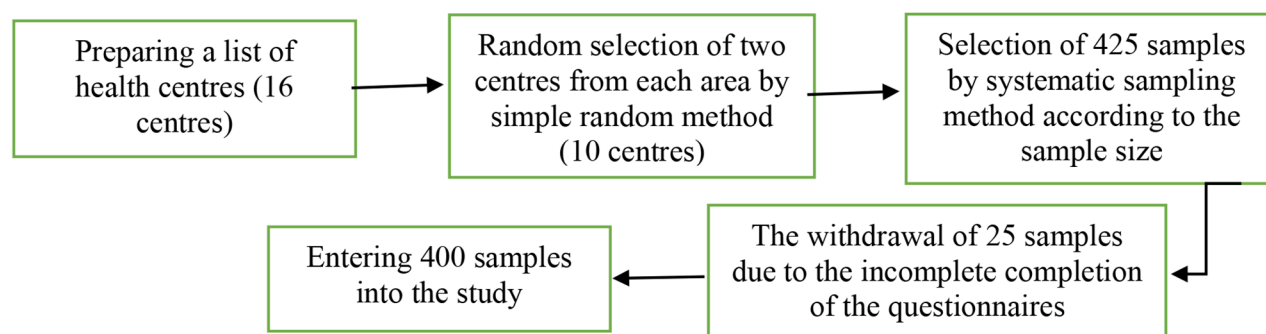 Preparing a list of
health centres (16
centres)
Random selection of two
centres from each area by
simple random method
(10 centres)
Selection of 425 samples
by systematic sampling
method according to the
sample size
The withdrawal of 25 samples
due to the incomplete completion
of the questionnaires
Entering 400 samples
into the study